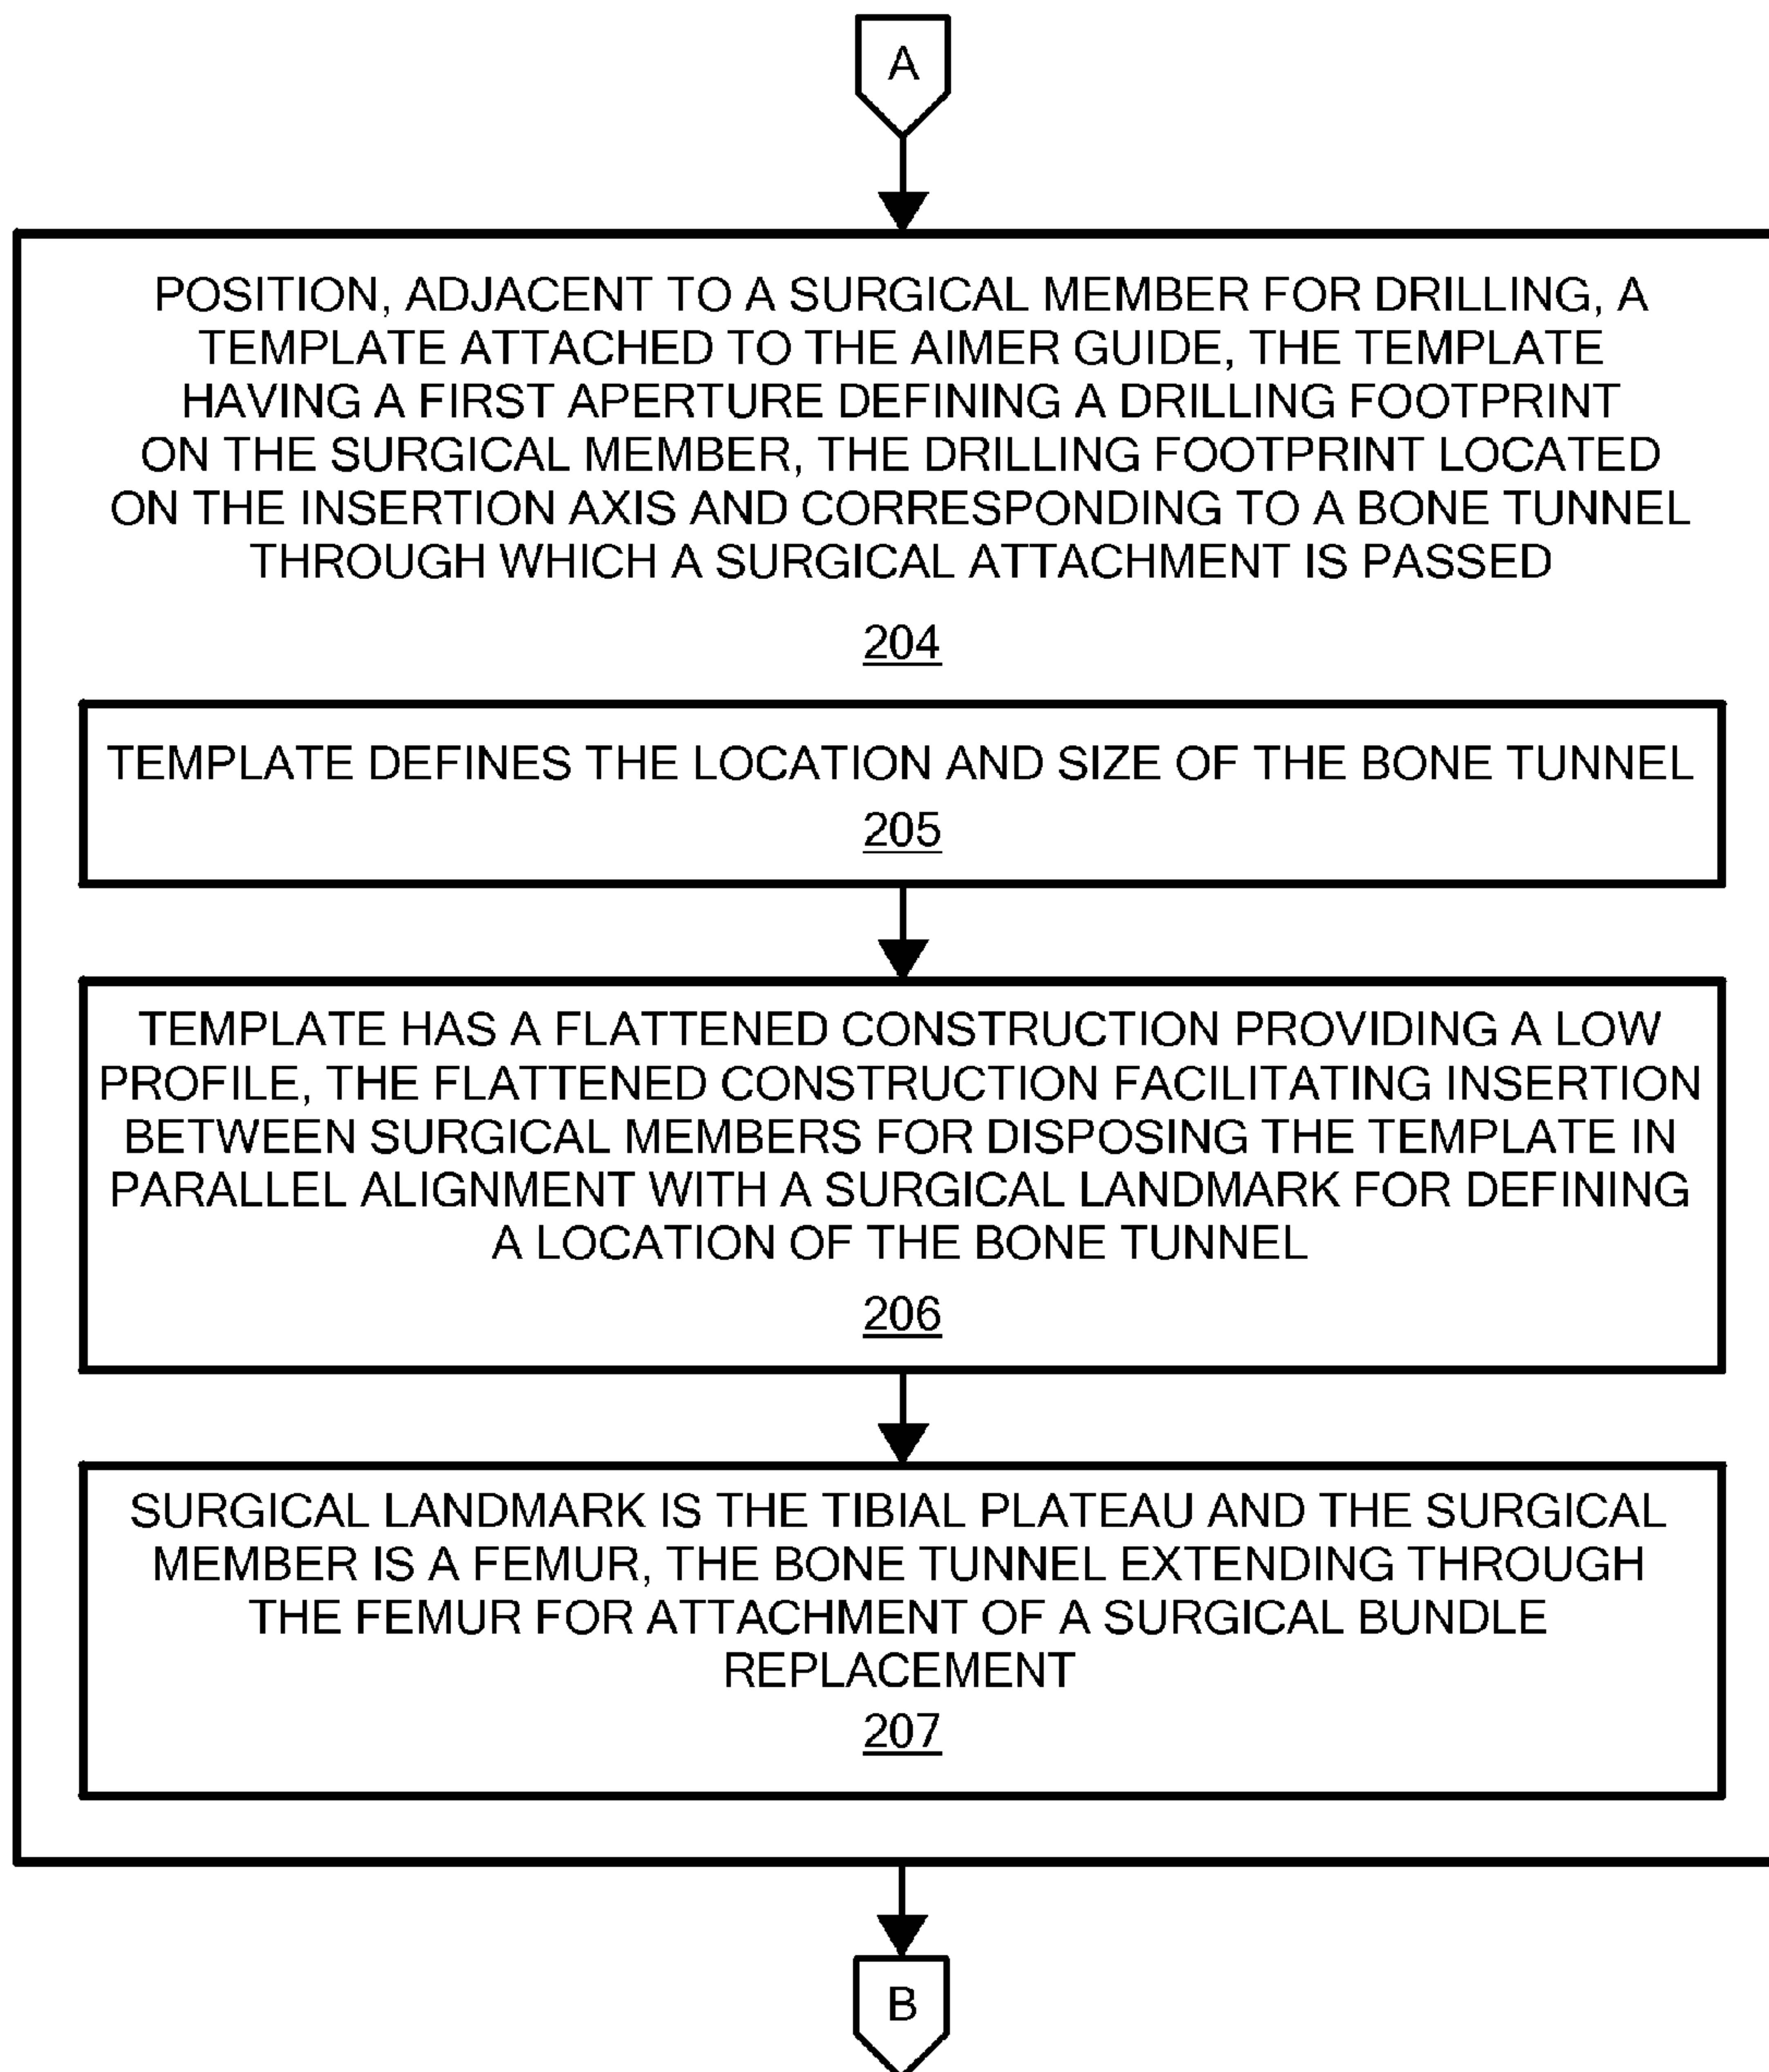 A
POSITION, ADJACENT TO A SURGICAL MEMBER FOR DRILLING, A
TEMPLATE ATTACHED TO THE AIMER GUIDE, THE TEMPLATE
HAVING A FIRST APERTURE DEFINING A DRILLING FOOTPRINT
ON THE SURGICAL MEMBER, THE DRILLING FOOTPRINT LOCATED
ON THE INSERTION AXIS AND CORRESPONDING TO A BONE TUNNEL
THROUGH WHICH A SURGICAL ATTACHMENT IS PASSED
204
TEMPLATE DEFINES THE LOCATION AND SIZE OF THE BONE TUNNEL
205
TEMPLATE HAS A FLATTENED CONSTRUCTION PROVIDING A LOW
PROFILE, THE FLATTENED CONSTRUCTION FACILITATING INSERTION
BETWEEN SURGICAL MEMBERS FOR DISPOSING THE TEMPLATE IN
PARALLEL ALIGNMENT WITH A SURGICAL LANDMARK FOR DEFINING
A LOCATION OF THE BONE TUNNEL
206
SURGICAL LANDMARK IS THE TIBIAL PLATEAU AND THE SURGICAL
MEMBER IS A FEMUR, THE BONE TUNNEL EXTENDING THROUGH
THE FEMUR FOR ATTACHMENT OF A SURGICAL BUNDLE
REPLACEMENT
207
B